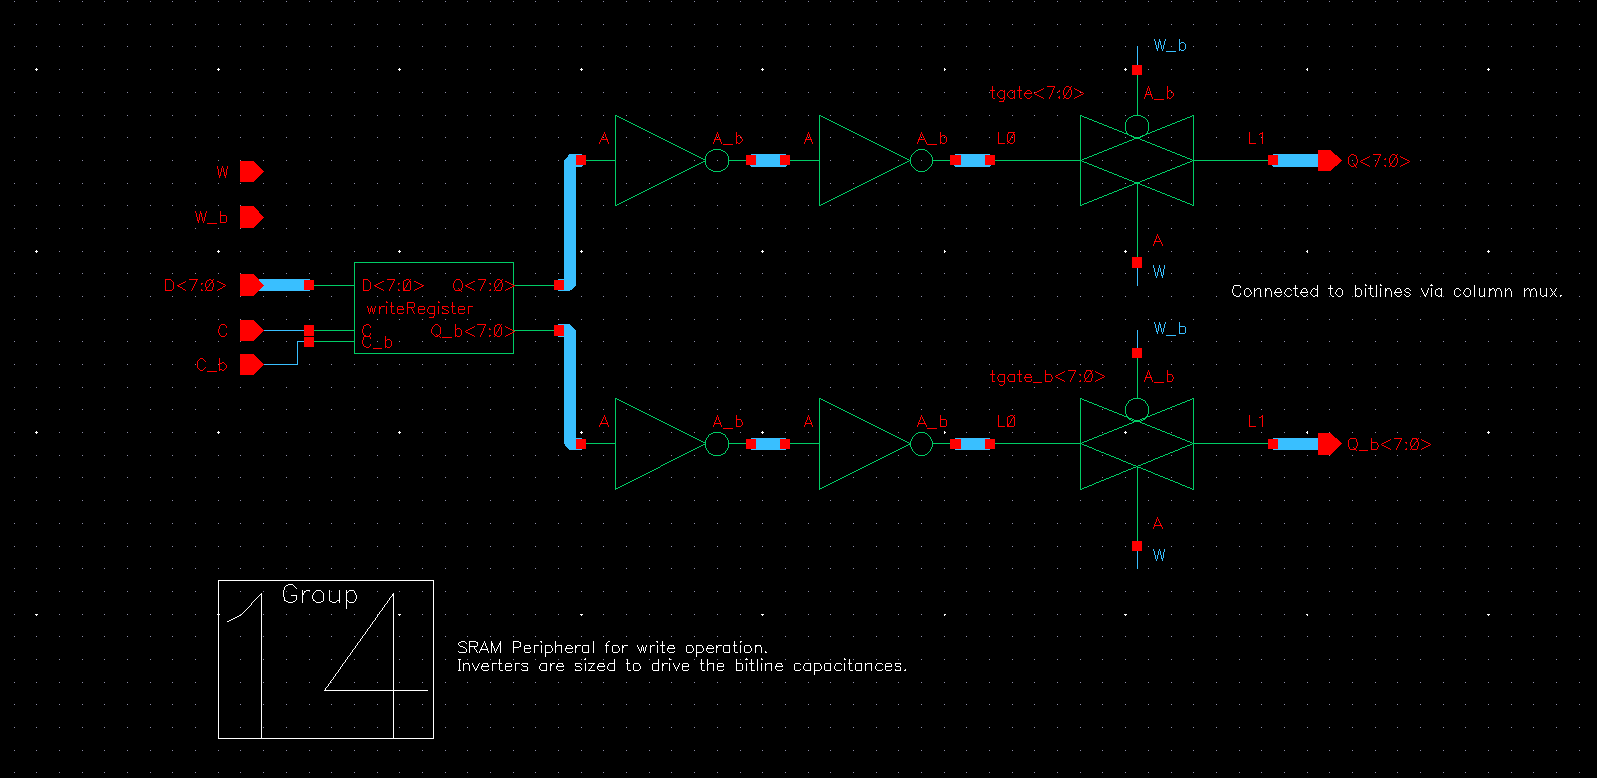 W_b
tgate<7:0>
A_b
A
A_b
A
A_b
L0
L1
W
Q<7:0>
W_b
A
W
D<7:0>
D<7:0>
Q<7:0>
Connected to bitlines via column mux.
writeRegister
C
C
Q_b<7:0>
W_b
C_b
C_b
tgate_b<7:0>
A_b
A
A_b
A
A_b
L0
L1
Q_b<7:0>
A
W
Group
14
SRAM Peripheral for write operation.
Inverters are sized to drive the bitline capacitances.